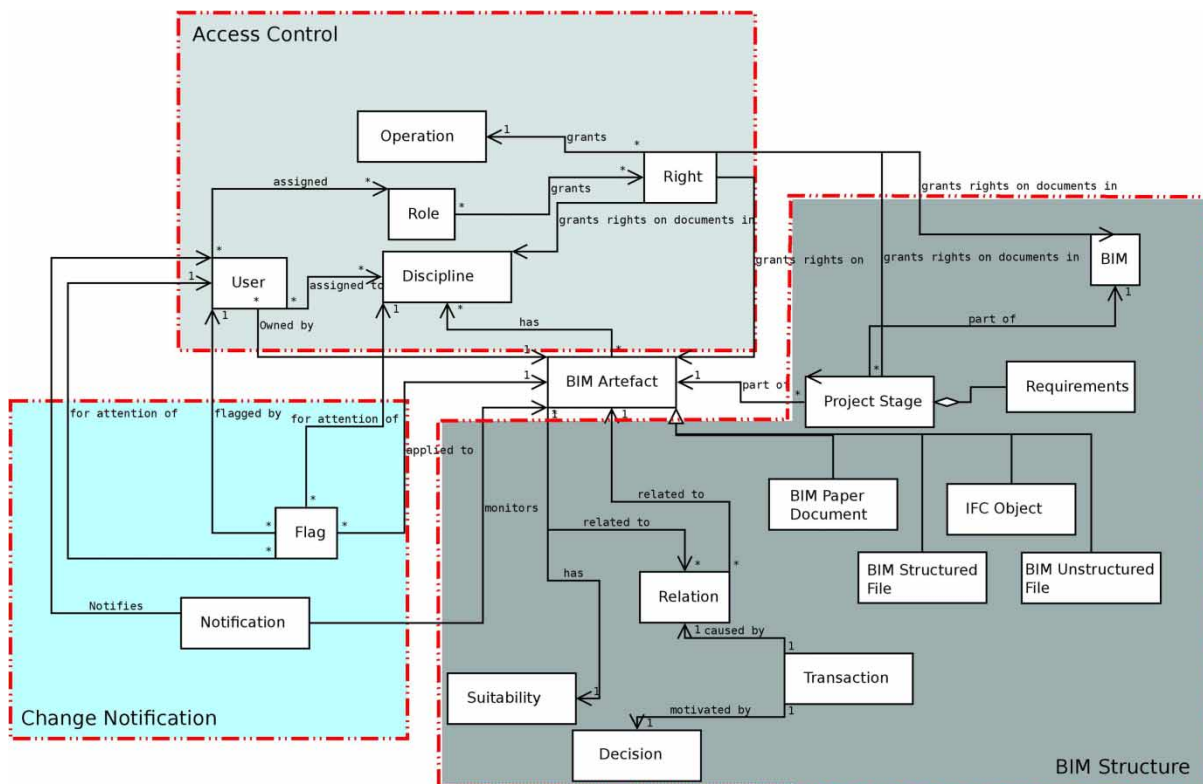 Access Control
Operation
1
grants
*
Right
assigned
*
*
grants
Role
*
grants rights on documents in
grants rights on documents in
*
User
1
*
assigned to
*
Discipline
grants rights on
grants rights on documents in
BIM
*
Owned by
1
1
*
has
*
1
part of
1
BIM Artefact
1
part of
*
*
Project Stage
Requirements
for attention of
flagged by
for attention of
1
applied to
1
*
1
monitors
related to
related to
BIM Paper
Document
IFC Object
*
*
Flag
*
*
has
*
*
BIM Structured
File
BIM Unstructured
File
Notifies
Notification
Relation
1
caused by
1
Transaction
Suitability
1
motivated by
1
1
Decision
Change Notification
BIM Structure